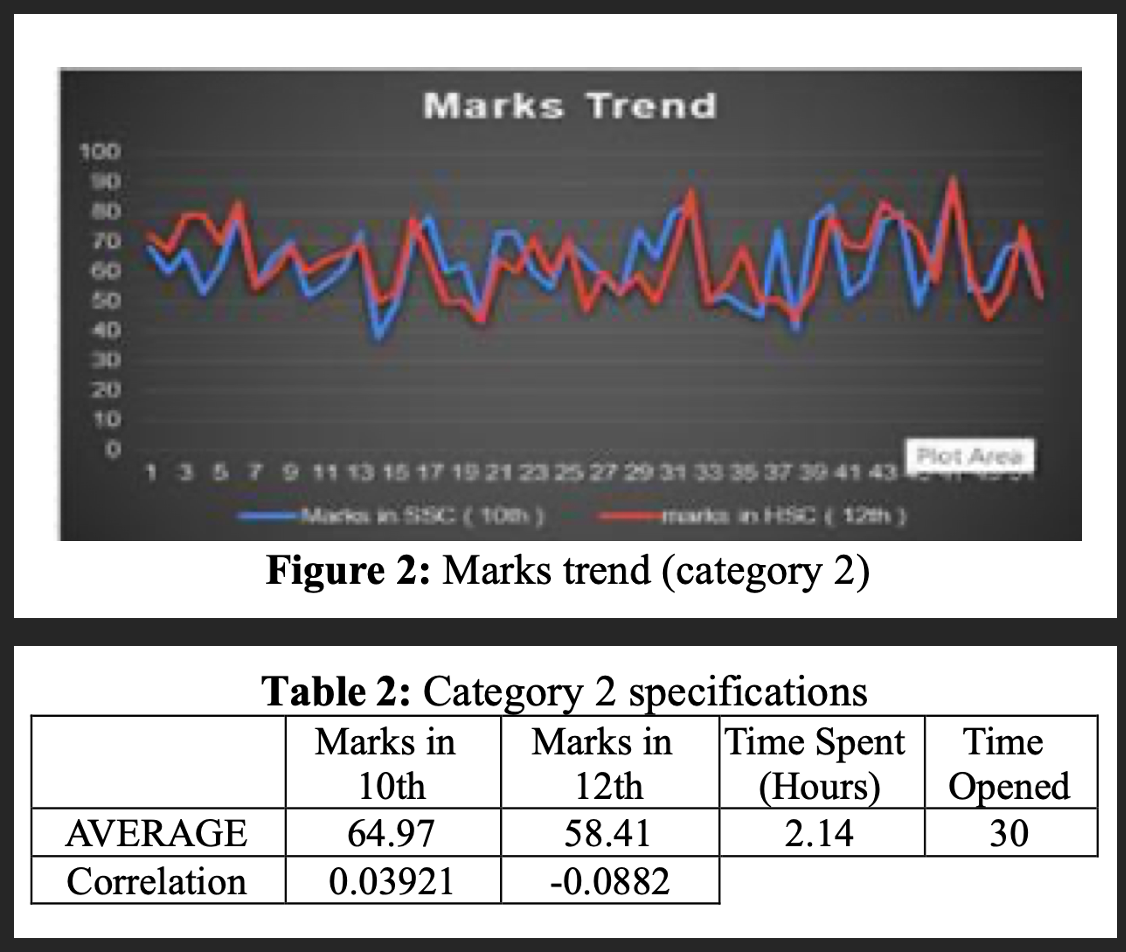 Marks Trend
100
90
80
70
60
50
40
30
20
10
0
1 3 5 7 9 11 13 15 17 19 21 23 25 27 29 31 33 35 37 39 41 43
Plot Area
Marks in SSC ( 10th ) marks in HSC ( 12th )
Figure 2: Marks trend (category 2)
Table 2: Category 2 specifications
Marks in Marks in Time Spent Time
10th 12th (Hours) Opened
AVERAGE 64.97 58.41 2.14 30
Correlation 0.03921 -0.0882